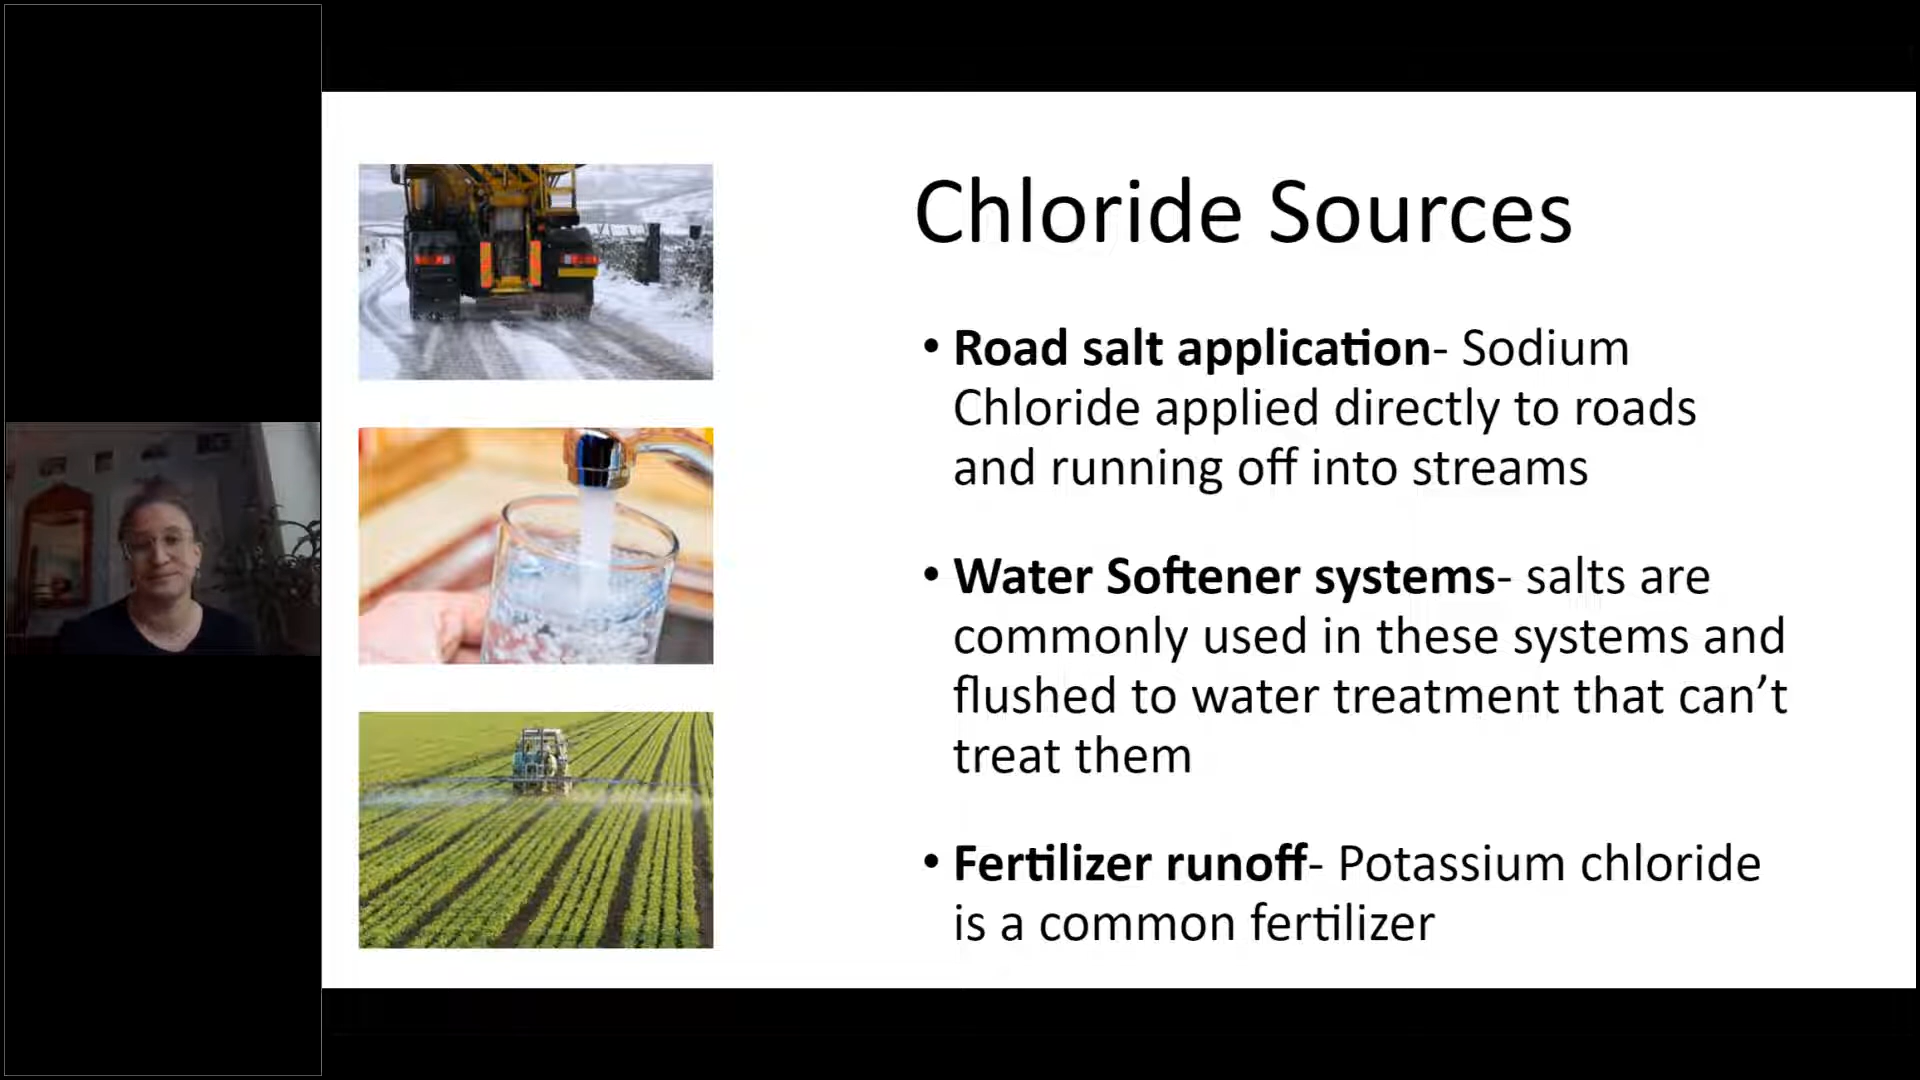 Chloride Sources
• Road salt application- Sodium
Chloride applied directly to roads
and running off into streams
• Water Softener systems- salts are
commonly used in these systems and
flushed to water treatment that can’t
treat them
• Fertilizer runoff- Potassium chloride
is a common fertilizer